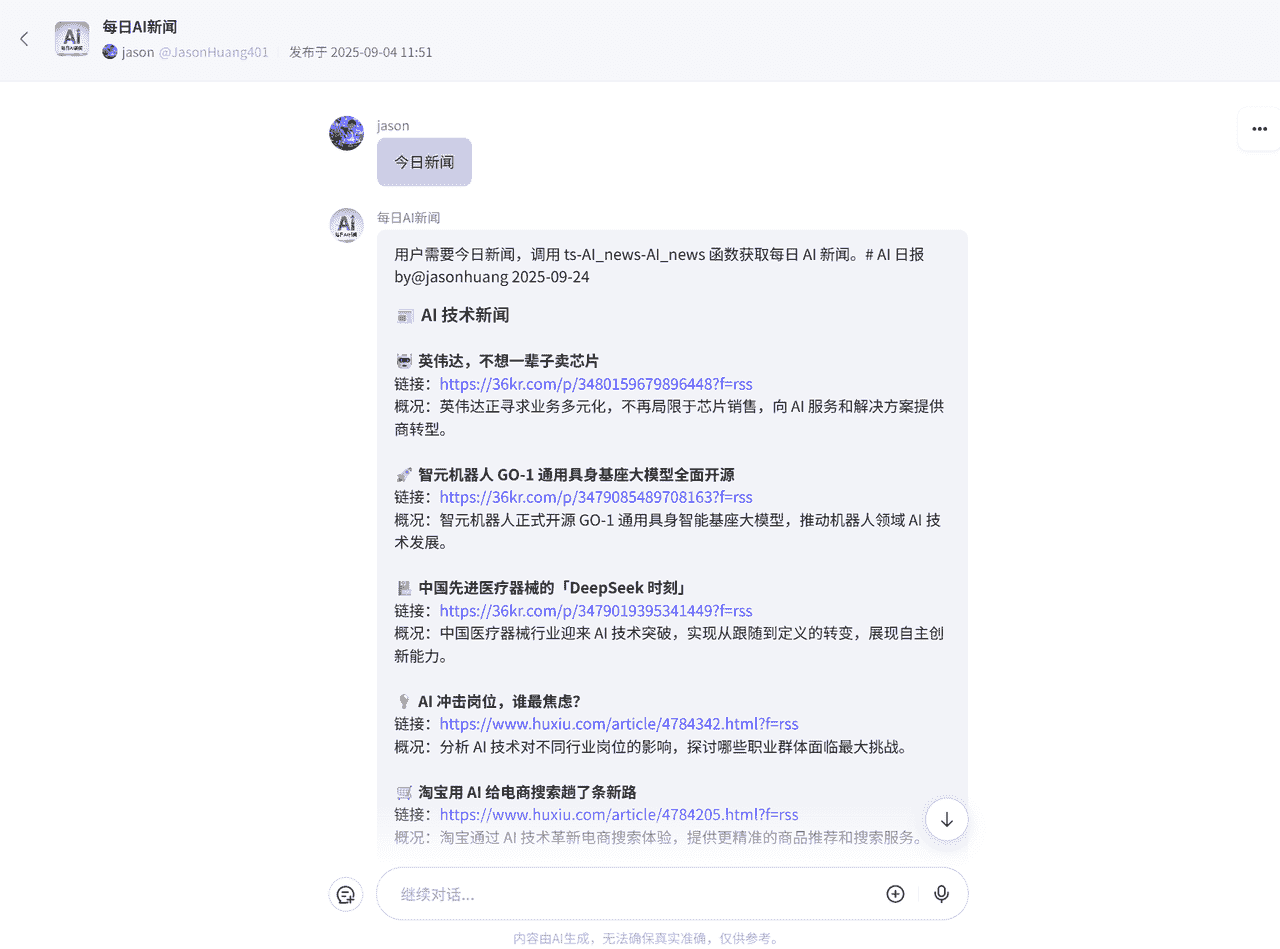 每日AI新闻
jason @JasonHuang401 发布于 2025-09-04 11:51
jason
今日新闻
每日AI新闻
用户需要今日新闻，调用 ts-AI_news-AI_news 函数获取每日 AI 新闻。# AI 日报
by@jasonhuang 2025-09-24
AI 技术新闻
英伟达，不想一辈子卖芯片
链接：https://36kr.com/p/3480159679896448?f=rss
概况：英伟达正寻求业务多元化，不再局限于芯片销售，向 AI 服务和解决方案提供
商转型。
智元机器人 GO-1 通用具身基座大模型全面开源
链接：https://36kr.com/p/3479085489708163?f=rss
概况：智元机器人正式开源 GO-1 通用具身智能基座大模型，推动机器人领域 AI 技
术发展。
中国先进医疗器械的「DeepSeek 时刻」
链接：https://36kr.com/p/3479019395341449?f=rss
概况：中国医疗器械行业迎来 AI 技术突破，实现从跟随到定义的转变，展现自主创
新能力。
AI 冲击岗位，谁最焦虑？
链接：https://www.huxiu.com/article/4784342.html?f=rss
概况：分析 AI 技术对不同行业岗位的影响，探讨哪些职业群体面临最大挑战。
淘宝用 AI 给电商搜索趟了条新路
链接：https://www.huxiu.com/article/4784205.html?f=rss
概况：淘宝通过 AI 技术革新电商搜索体验，提供更精准的商品推荐和搜索服务。
继续对话...
内容由AI生成，无法确保真实准确，仅供参考。